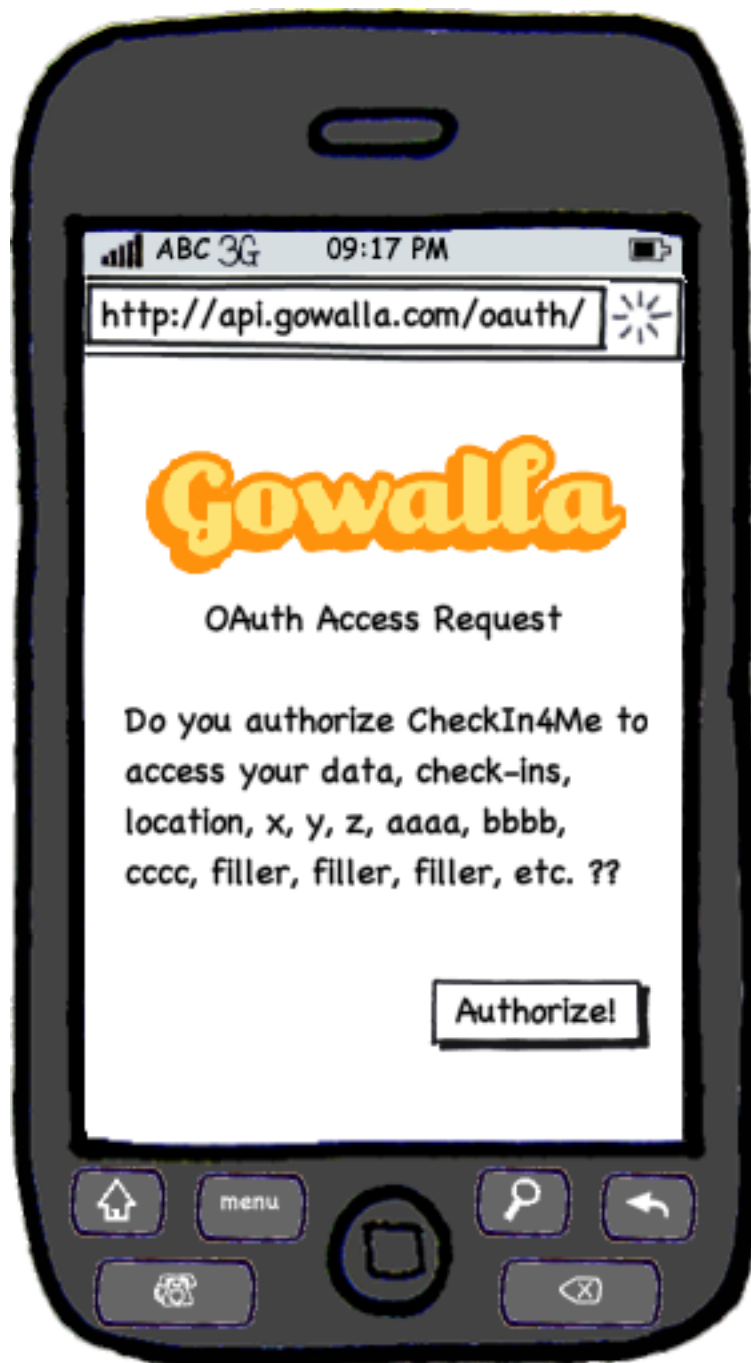 ABC 3G 09:17 PM
http://api.gowalla.com/oauth/
Gowalla
OAuth Access Request
Do you authorize CheckIn4Me to
access your data, check-ins,
location, x, y, z, aaaa, bbbb,
cccc, filler, filler, filler, etc. ??
Authorize!
menu